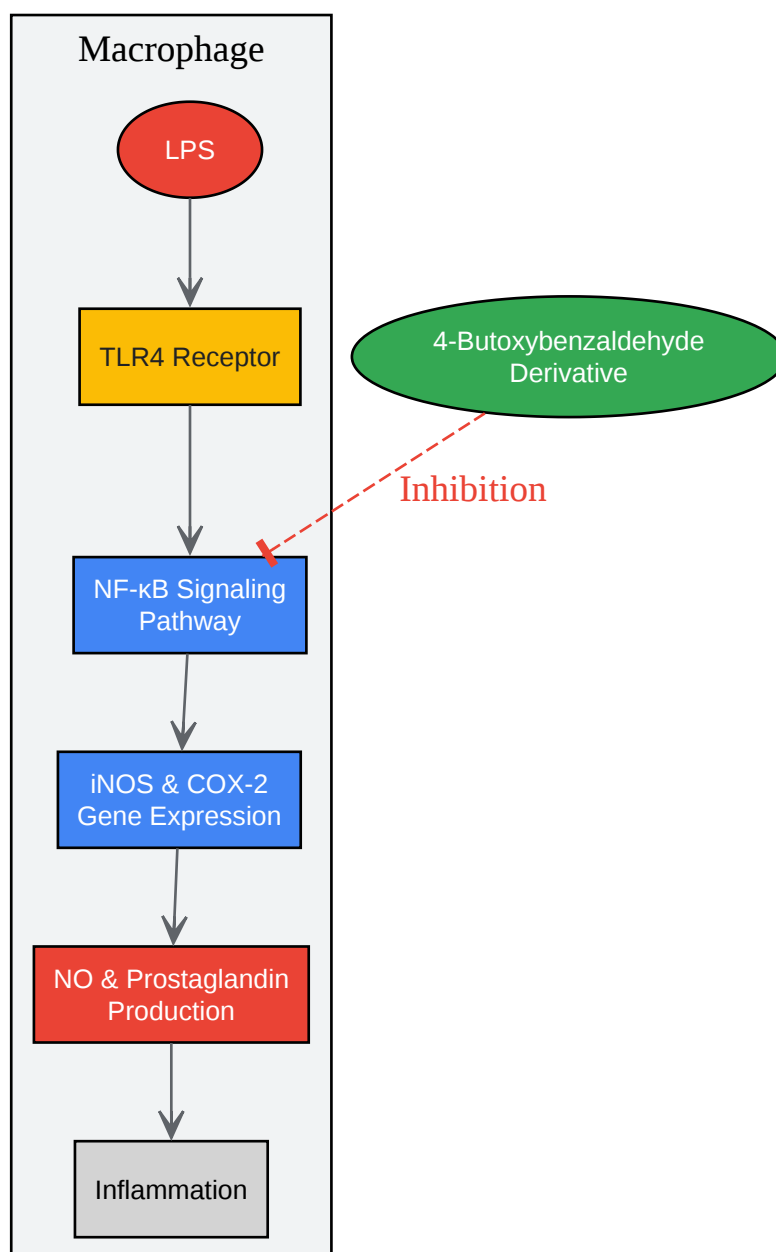 Macrophage
LPS
TLR4 Receptor
4-Butoxybenzaldehyde
Derivative
Inhibition
NF-κB Signaling
Pathway
iNOS & COX-2
Gene Expression
NO & Prostaglandin
Production
Inflammation